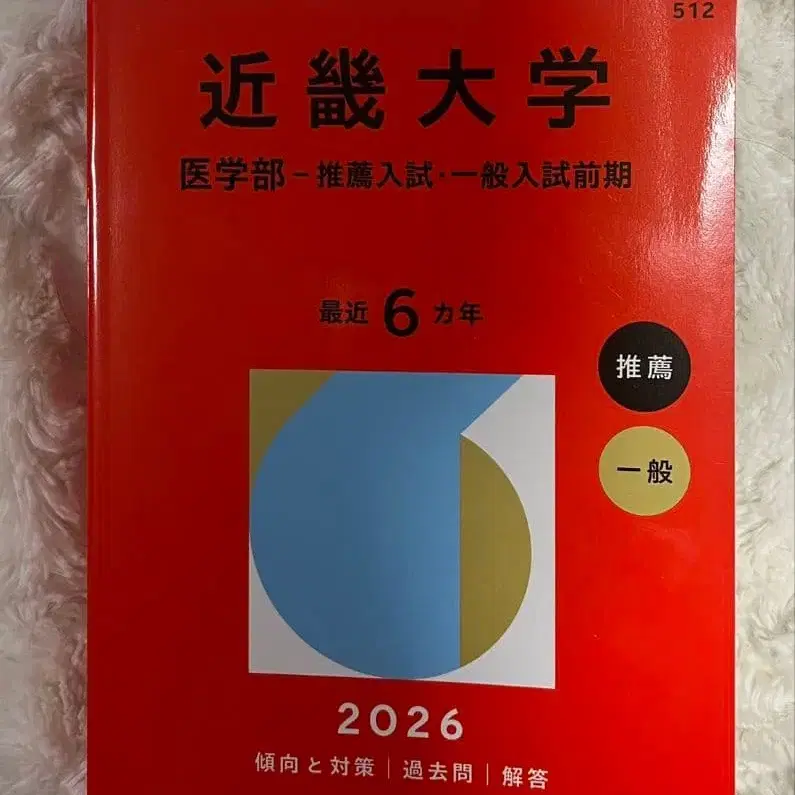 512
近畿大学
医学部－推薦入試・一般入試前期
最近6カ年
推薦
一般
2026
傾向と対策｜過去問｜解答